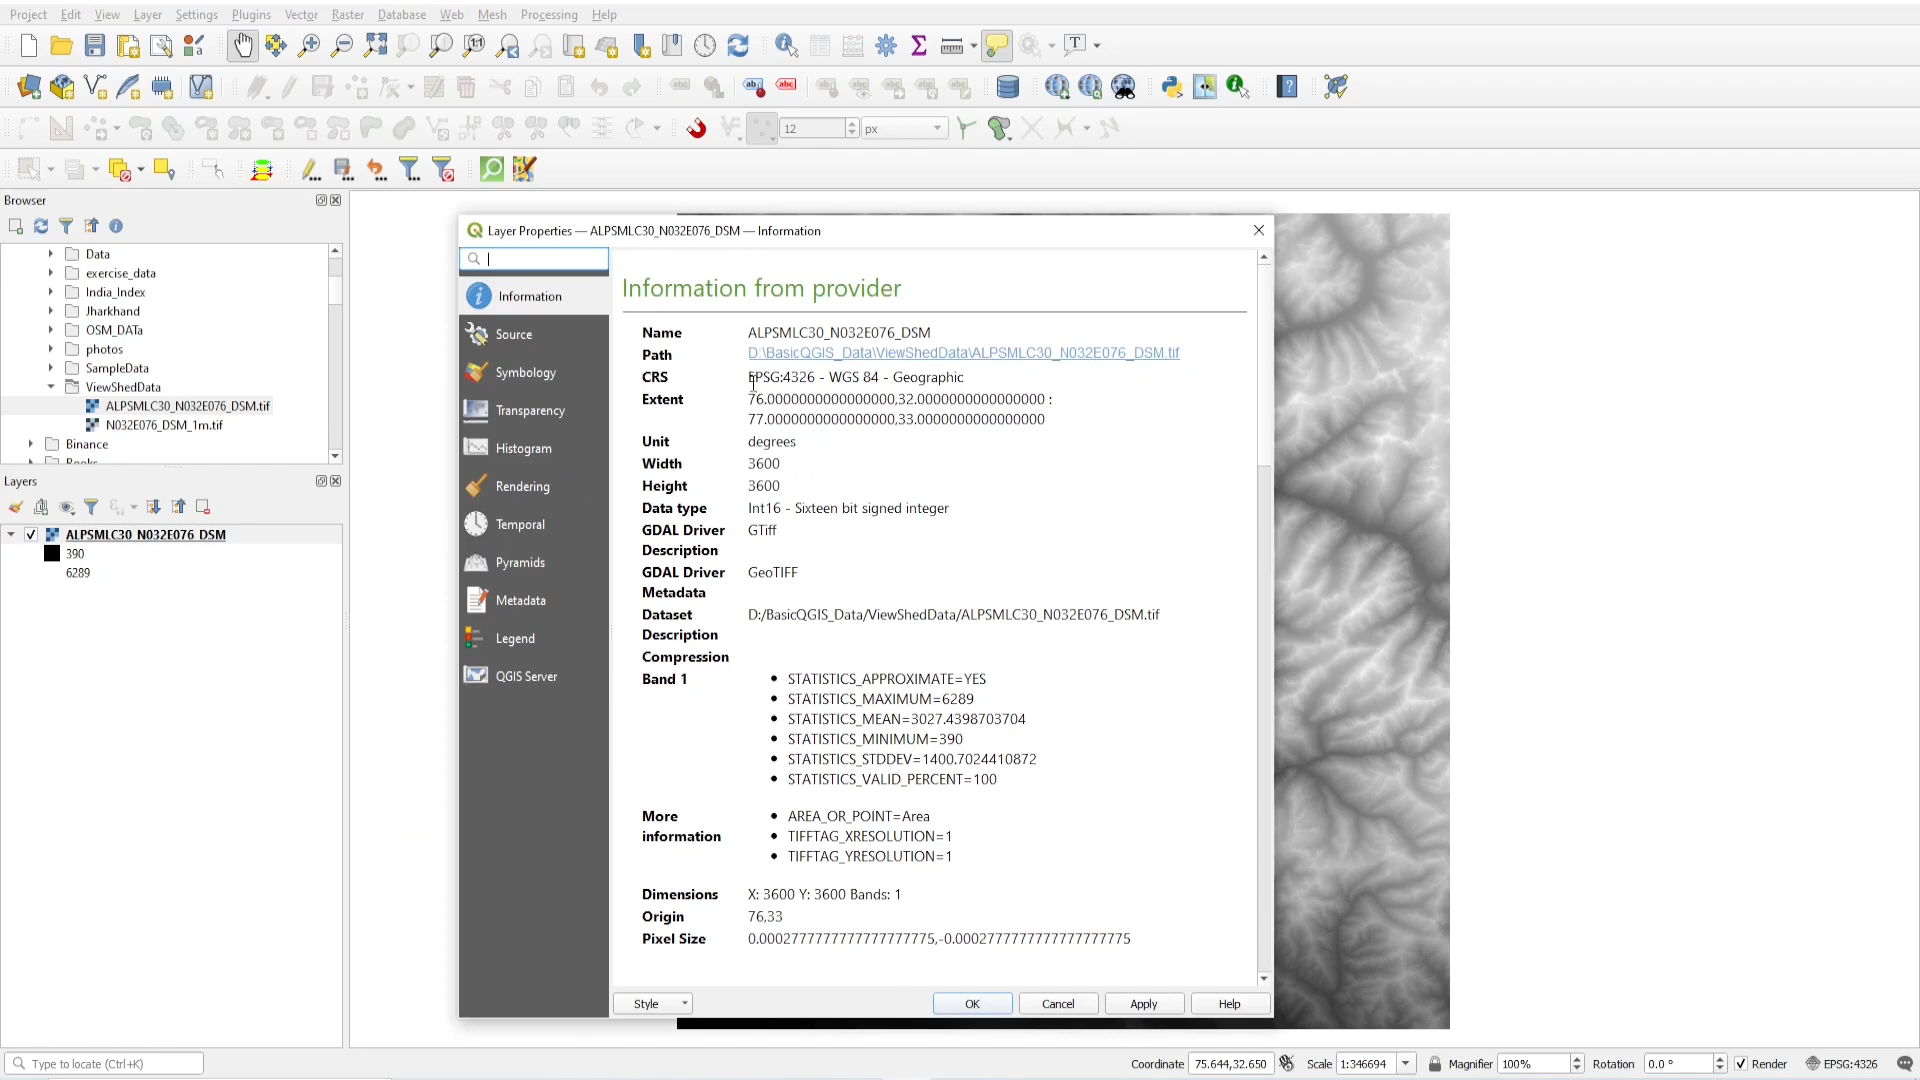 Project Edit View Layer Settings Plugins Vector Raster Database Web Mesh Processing Help
12 px
Browser
Data
exercise_data
India_Index
Jharkhand
OSM_DATa
photos
SampleData
ViewShedData
ALPSMLC30_N032E076_DSM.tif
N032E076_DSM_1m.tif
Binance
Layers
ALPSMLC30_N032E076_DSM
390
6289
Layer Properties — ALPSMLC30_N032E076_DSM — Information
Information
Source
Symbology
Transparency
Histogram
Rendering
Temporal
Pyramids
Metadata
Legend
QGIS Server
Information from provider
Name ALPSMLC30_N032E076_DSM
Path D:\BasicQGIS_Data\ViewShedData\ALPSMLC30_N032E076_DSM.tif
CRS EPSG:4326 - WGS 84 - Geographic
Extent 76.0000000000000000,32.0000000000000000 :
77.0000000000000000,33.0000000000000000
Unit degrees
Width 3600
Height 3600
Data type Int16 - Sixteen bit signed integer
GDAL Driver GTiff
Description
GDAL Driver GeoTIFF
Metadata
Dataset D:/BasicQGIS_Data/ViewShedData/ALPSMLC30_N032E076_DSM.tif
Description
Compression
Band 1 • STATISTICS_APPROXIMATE=YES
• STATISTICS_MAXIMUM=6289
• STATISTICS_MEAN=3027.4398703704
• STATISTICS_MINIMUM=390
• STATISTICS_STDDEV=1400.7024410872
• STATISTICS_VALID_PERCENT=100
More • AREA_OR_POINT=Area
information • TIFFTAG_XRESOLUTION=1
• TIFFTAG_YRESOLUTION=1
Dimensions X: 3600 Y: 3600 Bands: 1
Origin 76,33
Pixel Size 0.0002777777777777777775,-0.0002777777777777777775
Style OK Cancel Apply Help
Type to locate (Ctrl+K) Coordinate 75.644,32.650 Scale 1:346694 Magnifier 100% Rotation 0.0 ° Render EPSG:4326